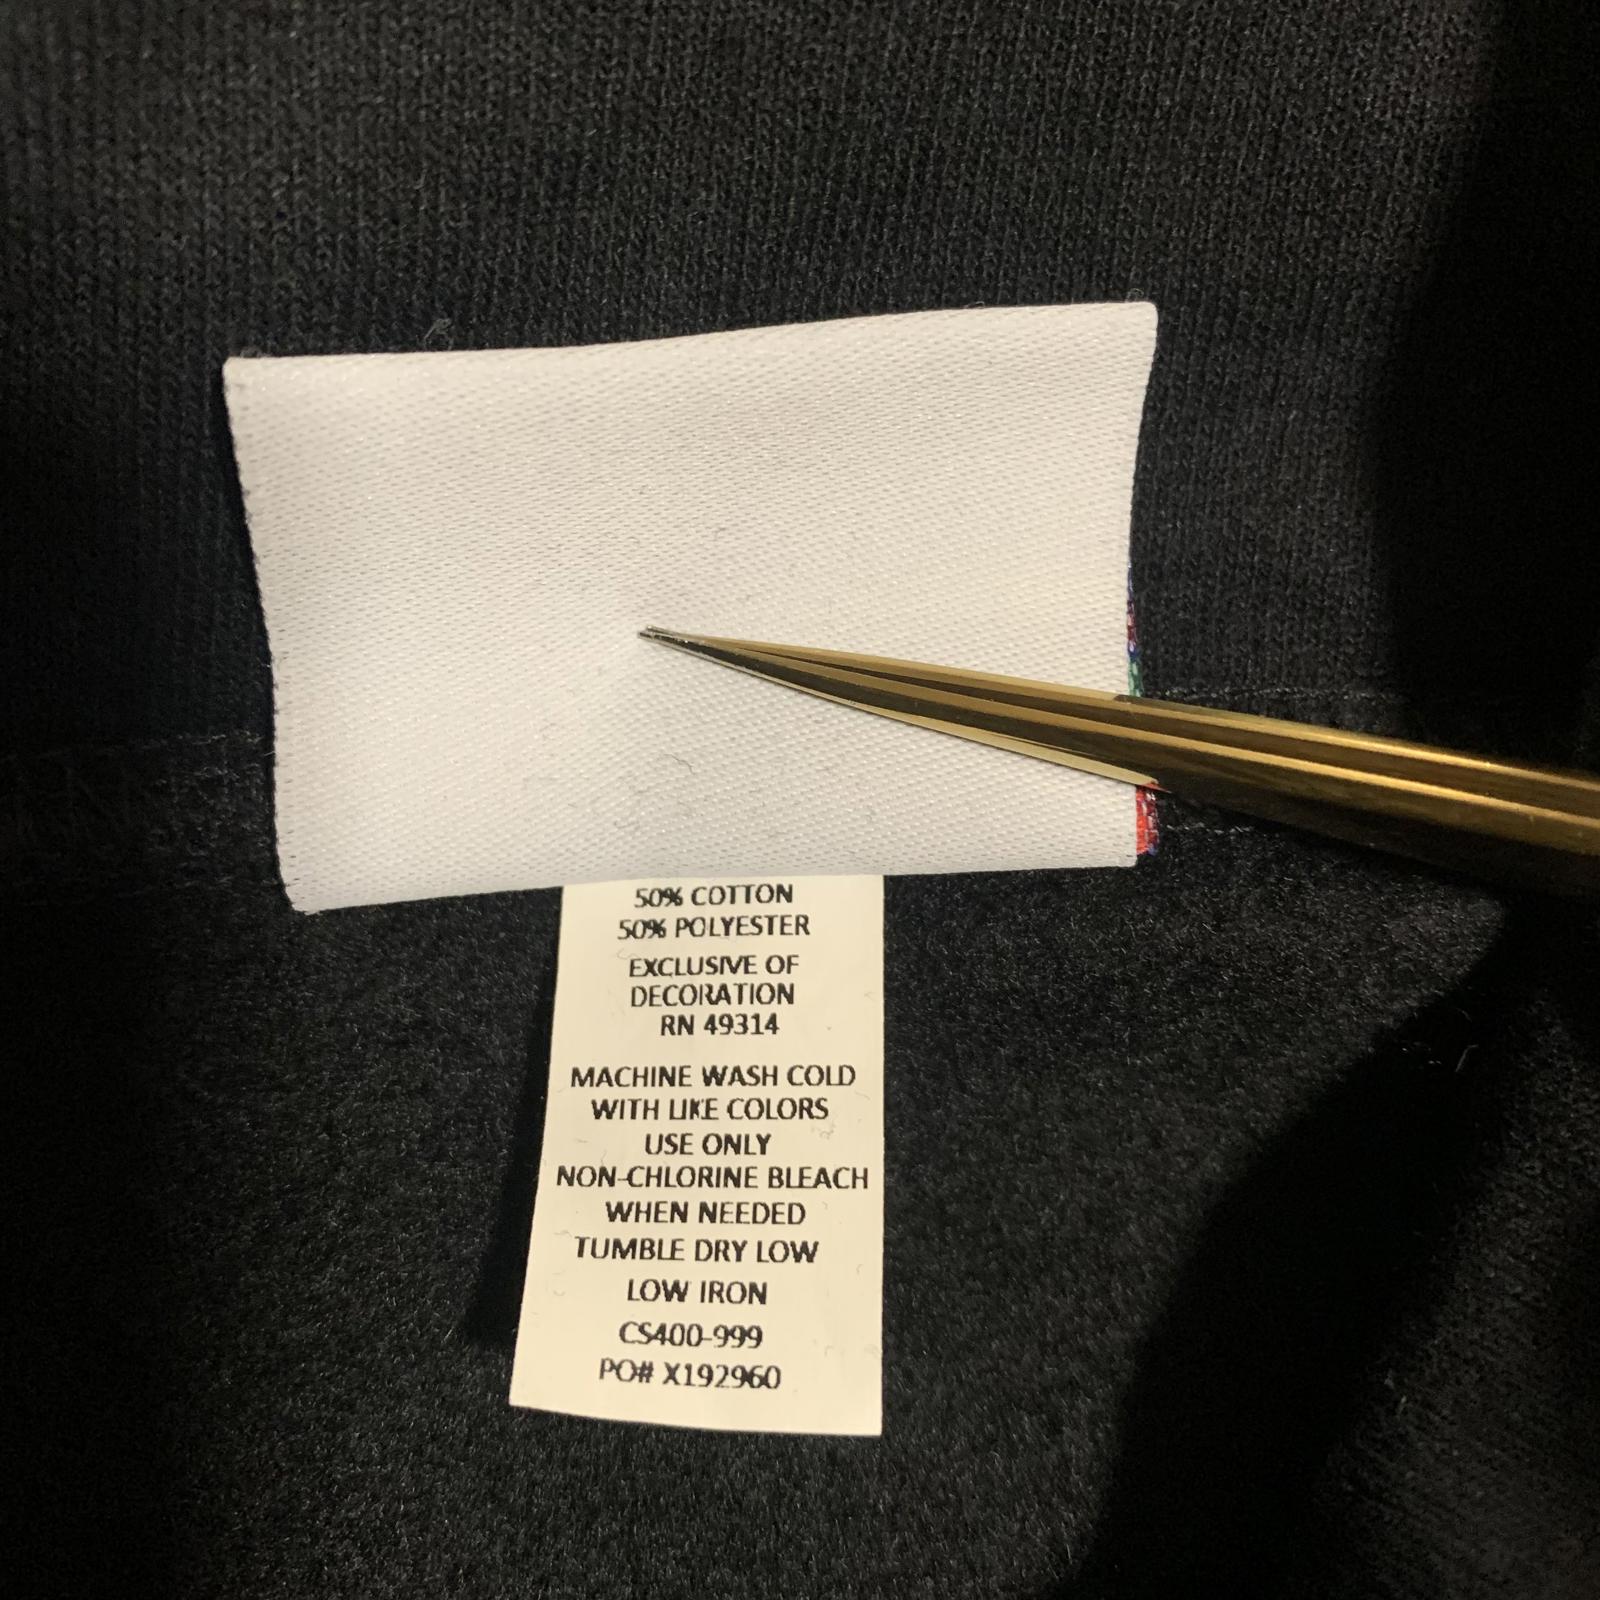 50% COTTON
50% POLYESTER
EXCLUSIVE OF
DECORATION
RN 49314
MACHINE WASH COLD
WITH LIKE COLORS
USE ONLY
NON-CHLORINE BLEACH
WHEN NEEDED
TUMBLE DRY LOW
LOW IRON
CS400-999
PO# X192960